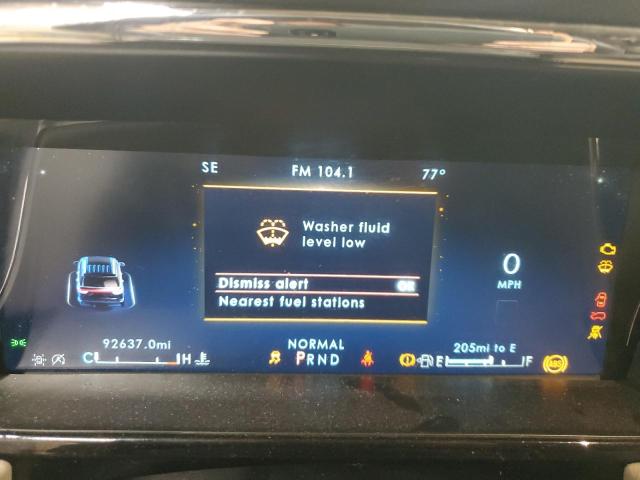 SE FM 104.1 77°
Washer fluid
level low
Dismiss alert OK
Nearest fuel stations
0
MPH
92637.0mi NORMAL 205mi to E
C H PRND E F ABS